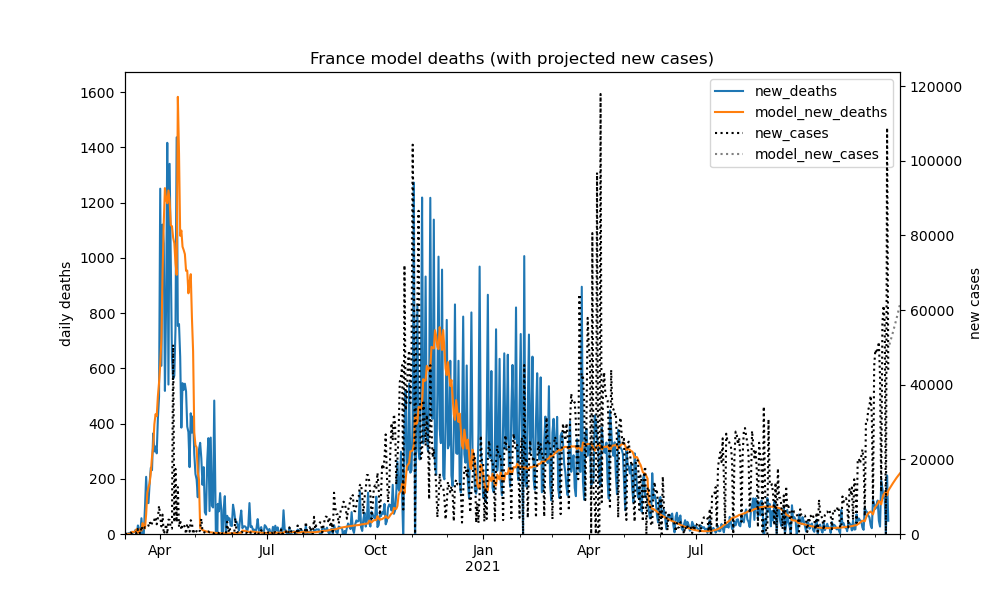 France model deaths (with projected new cases)
new_deaths
model_new_deaths
new_cases
model_new_cases
daily deaths
1600
1400
1200
1000
800
600
400
200
0
new cases
120000
100000
80000
60000
40000
20000
0
Apr Jul Oct Jan Apr Jul Oct
2021